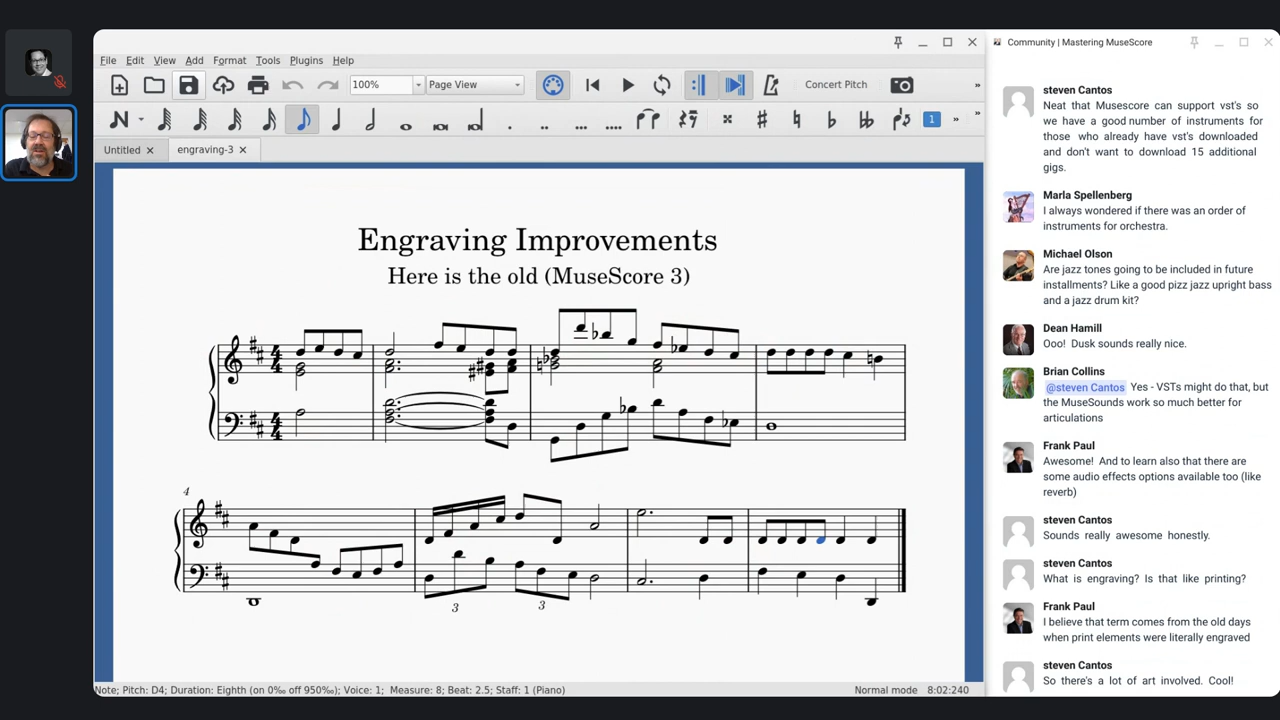 Community | Mastering MuseScore
File Edit View Add Format Tools Plugins Help
100% Page View Concert Pitch »
1 » »
Untitled engraving-3
Engraving Improvements
Here is the old (MuseScore 3)
4
3 3
Note; Pitch: D4; Duration: Eighth (on 0‰ off 950‰); Voice: 1; Measure: 8; Beat: 2.5; Staff: 1 (Piano) Normal mode 8:02:240
steven Cantos
Neat that Musescore can support vst's so
we have a good number of instruments for
those who already have vst's downloaded
and don't want to download 15 additional
gigs.
Marla Spellenberg
I always wondered if there was an order of
instruments for orchestra.
Michael Olson
Are jazz tones going to be included in future
installments? Like a good pizz jazz upright bass
and a jazz drum kit?
Dean Hamill
Ooo! Dusk sounds really nice.
Brian Collins
@steven Cantos Yes - VSTs might do that, but
the MuseSounds work so much better for
articulations
Frank Paul
Awesome! And to learn also that there are
some audio effects options available too (like
reverb)
steven Cantos
Sounds really awesome honestly.
steven Cantos
What is engraving? Is that like printing?
Frank Paul
I believe that term comes from the old days
when print elements were literally engraved
steven Cantos
So there's a lot of art involved. Cool!